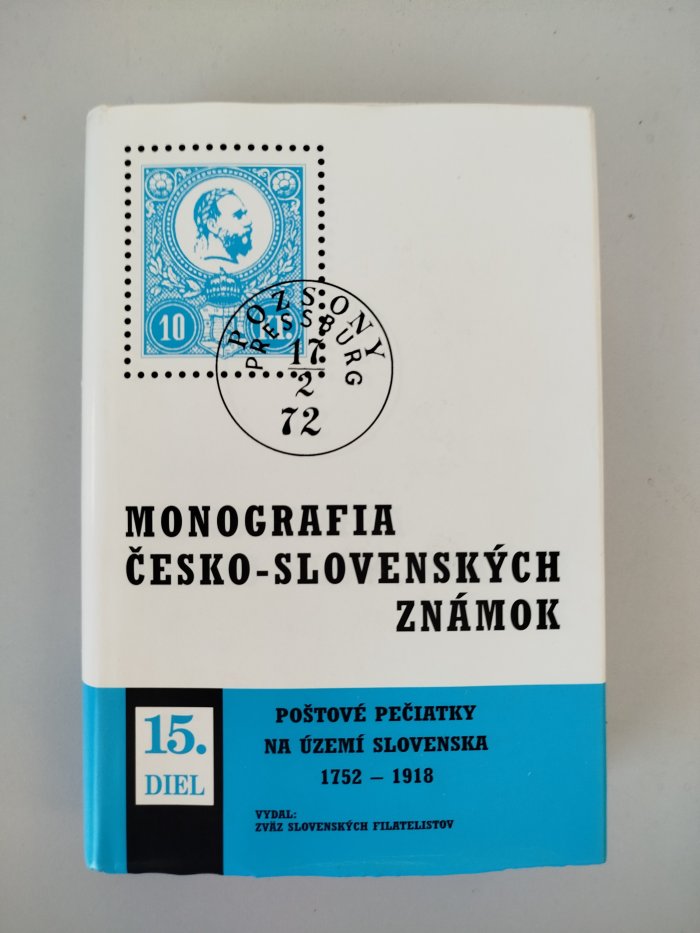 10 Kr.
POZSONY
PRESSBURG
17
2
72
MONOGRAFIA
ČESKO-SLOVENSKÝCH
ZNÁMOK
15.
DIEL
POŠTOVÉ PEČIATKY
NA ÚZEMÍ SLOVENSKA
1752 – 1918
VYDAL:
ZVÄZ SLOVENSKÝCH FILATELISTOV